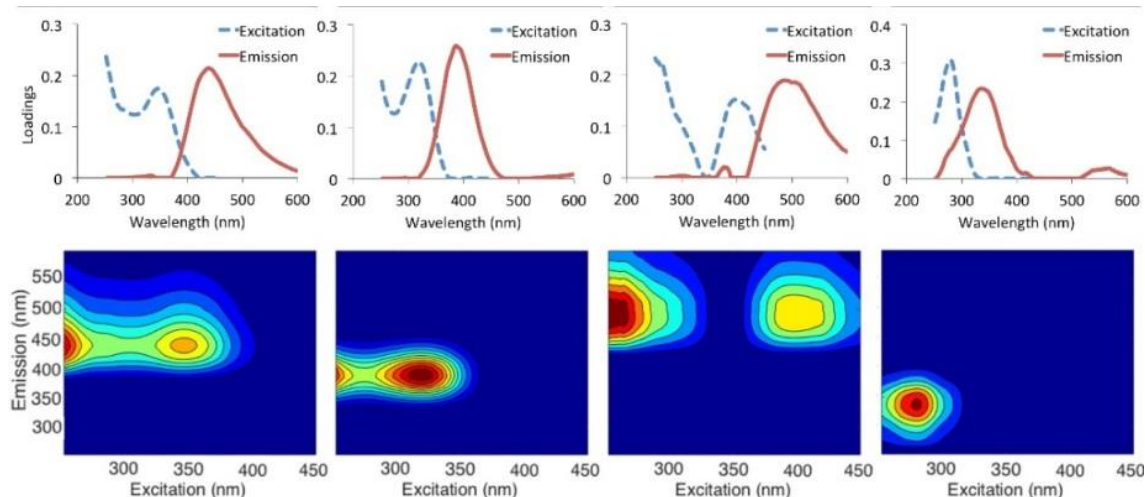 0.3 Excitation Emission
0.3 Excitation Emission
0.3 Excitation Emission
0.4 Excitation Emission
Loadings
0.2
0.1
0
0.2
0.1
0
0.2
0.1
0
0.3
0.2
0.1
0
200 300 400 500 600
200 300 400 500 600
200 300 400 500 600
200 300 400 500 600
Wavelength (nm)
Wavelength (nm)
Wavelength (nm)
Wavelength (nm)
Emission (nm)
550
500
450
400
350
300
300 350 400 450
300 350 400 450
300 350 400 450
300 350 400 450
Excitation (nm)
Excitation (nm)
Excitation (nm)
Excitation (nm)